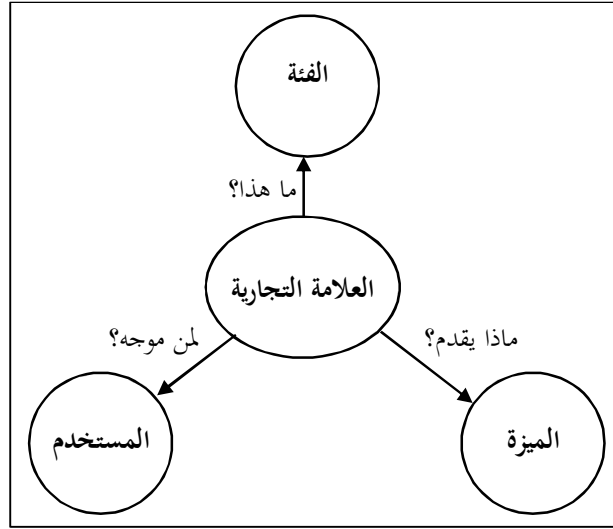 الفئة
ما هذا؟
العلامة التجارية
لمن موجه؟
ماذا يقدم؟
المستخدم
الميزة